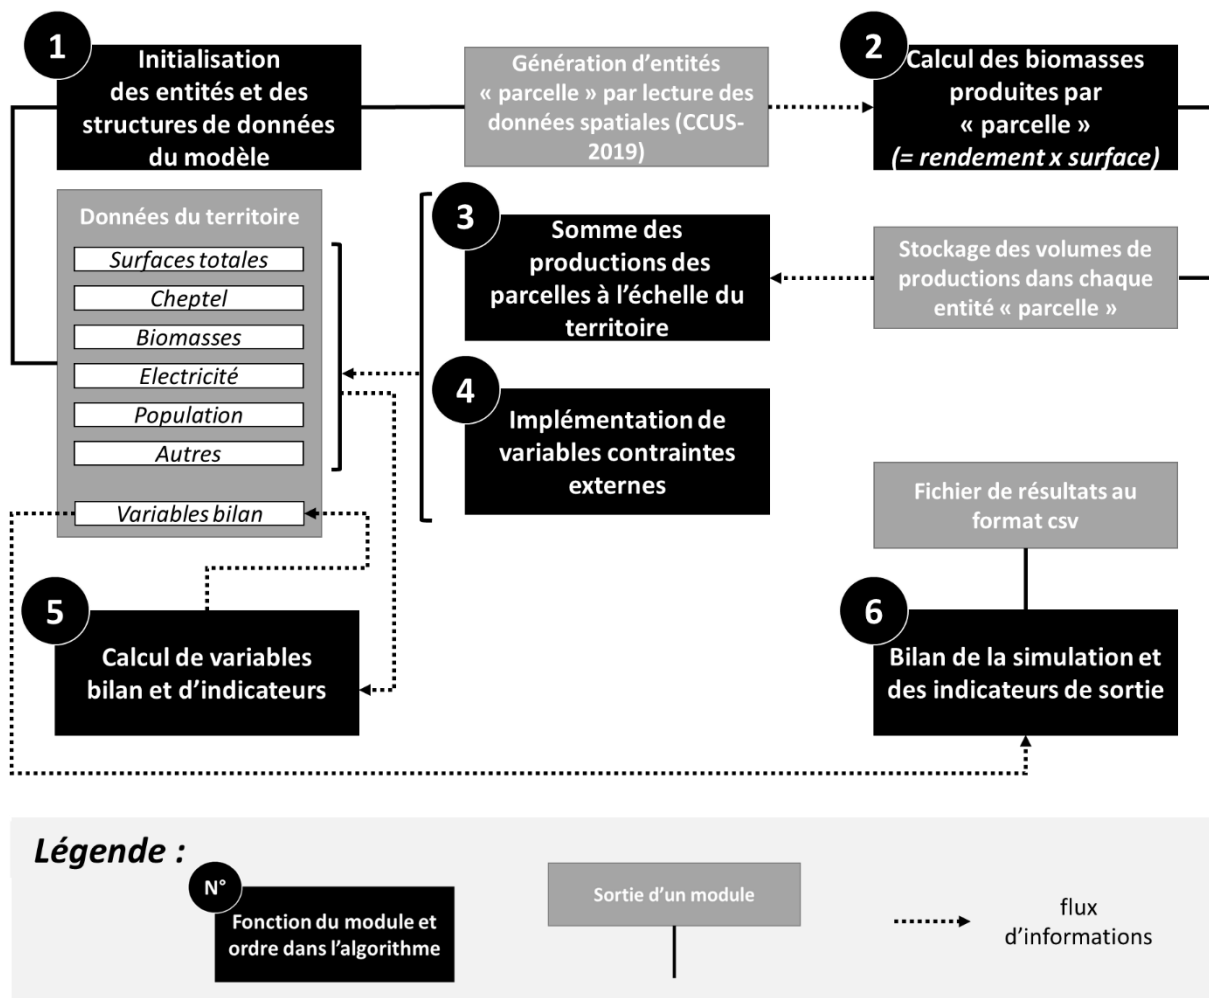 1
Initialisation
des entités et des
structures de données
du modèle
Génération d'entités
« parcelle » par lecture des
données spatiales (CCUS-
2019)
2
Calcul des biomasses
produites par
« parcelle »
(= rendement x surface)
Données du territoire
Surfaces totales
Cheptel
Biomasses
Electricité
Population
Autres
Variables bilan
3
Somme des
productions des
parcelles à l'échelle du
territoire
Stockage des volumes de
productions dans chaque
entité « parcelle »
4
Implémentation de
variables contraintes
externes
Fichier de résultats au
format csv
5
Calcul de variables
bilan et d'indicateurs
6
Bilan de la simulation et
des indicateurs de sortie
Légende :
N°
Fonction du module et
ordre dans l'algorithme
Sortie d'un module
flux
d'informations